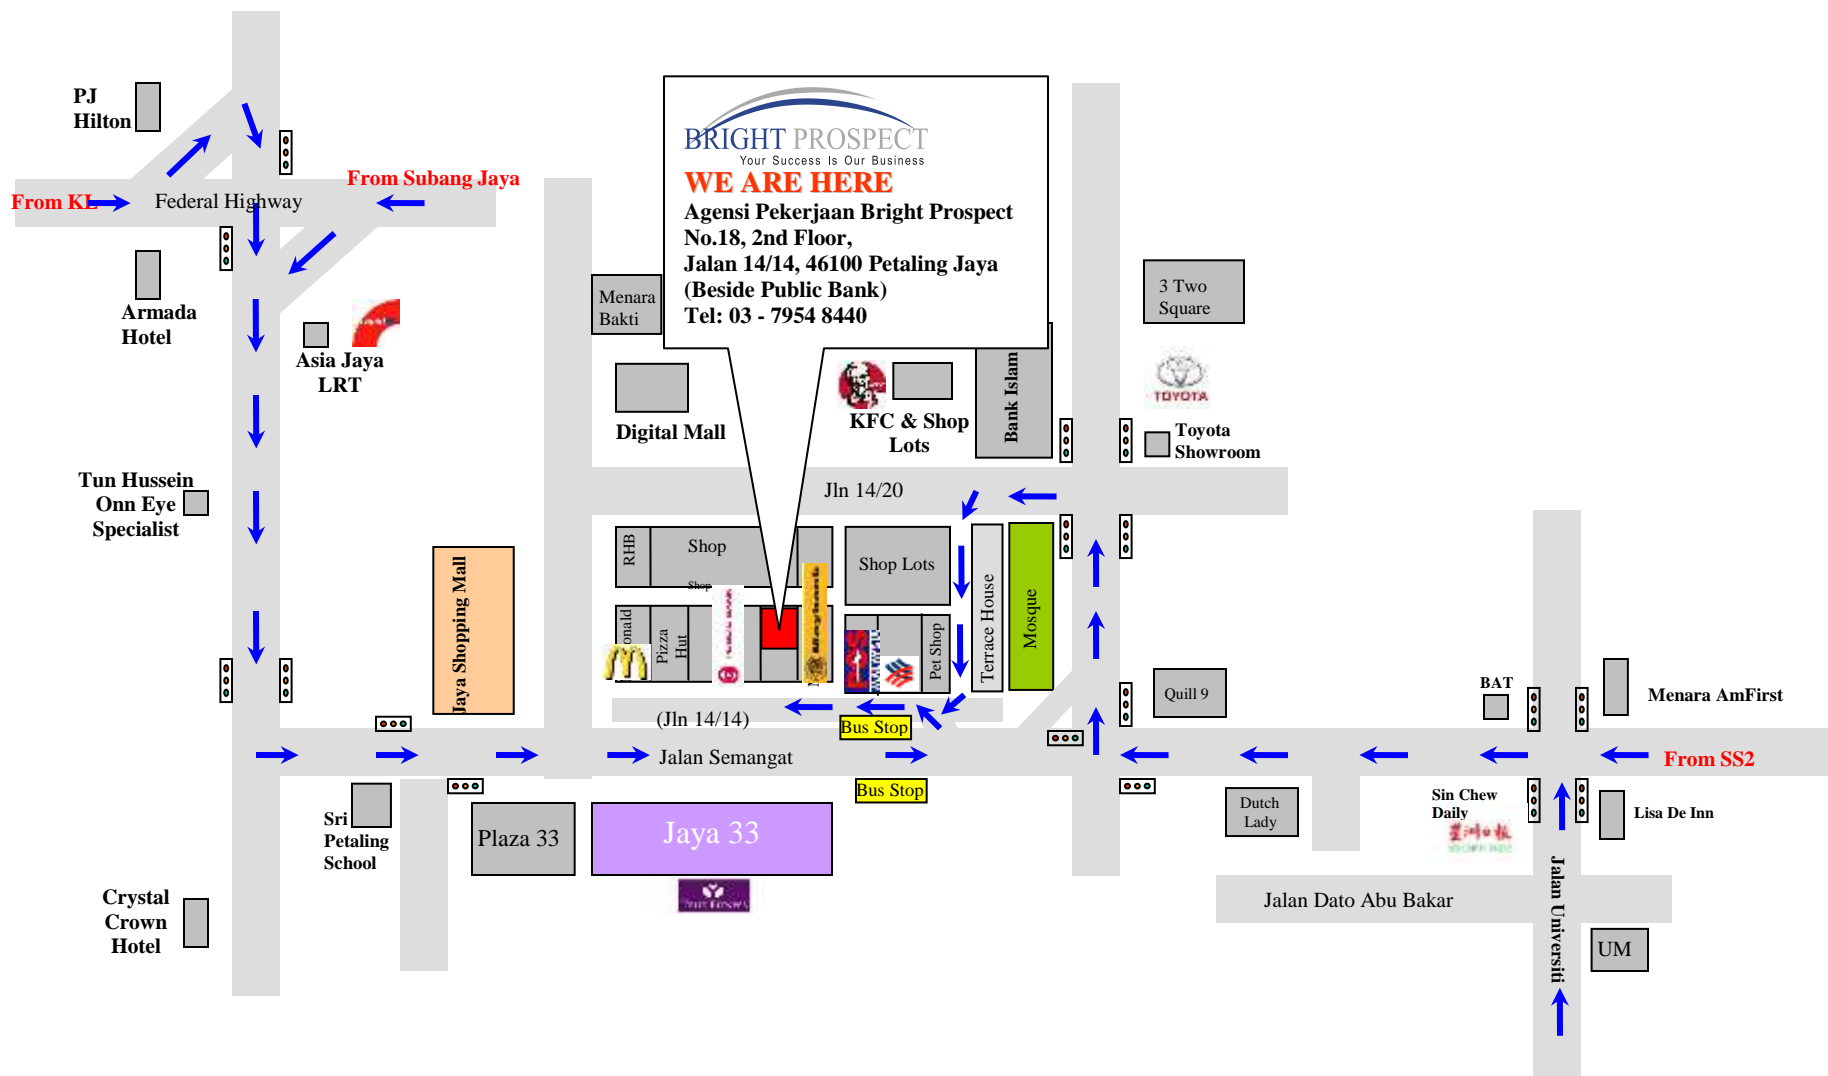 PJ
Hilton
From KL
Federal Highway
From Subang Jaya
Armada
Hotel
Asia Jaya
LRT
Tun Hussein
Onn Eye
Specialist
Crystal
Crown
Hotel
BRIGHT PROSPECT
Your Success Is Our Business
WE ARE HERE
Agensi Pekerjaan Bright Prospect
No.18, 2nd Floor,
Jalan 14/14, 46100 Petaling Jaya
(Beside Public Bank)
Tel: 03 - 7954 8440
Menara
Bakti
Digital Mall
KFC & Shop
Lots
Bank Islam
3 Two
Square
TOYOTA
Toyota
Showroom
Jln 14/20
RHB
Shop
Shop
Shop Lots
Pizza
Hut
Maybank
Pet Shop
Terrace House
Mosque
Jaya Shopping Mall
(Jln 14/14)
Bus Stop
Jalan Semangat
Bus Stop
Sri
Petaling
School
Plaza 33
Jaya 33
Quill 9
BAT
Menara AmFirst
From SS2
Dutch
Lady
Sin Chew
Daily
Lisa De Inn
Jalan Dato Abu Bakar
Jalan Universiti
UM